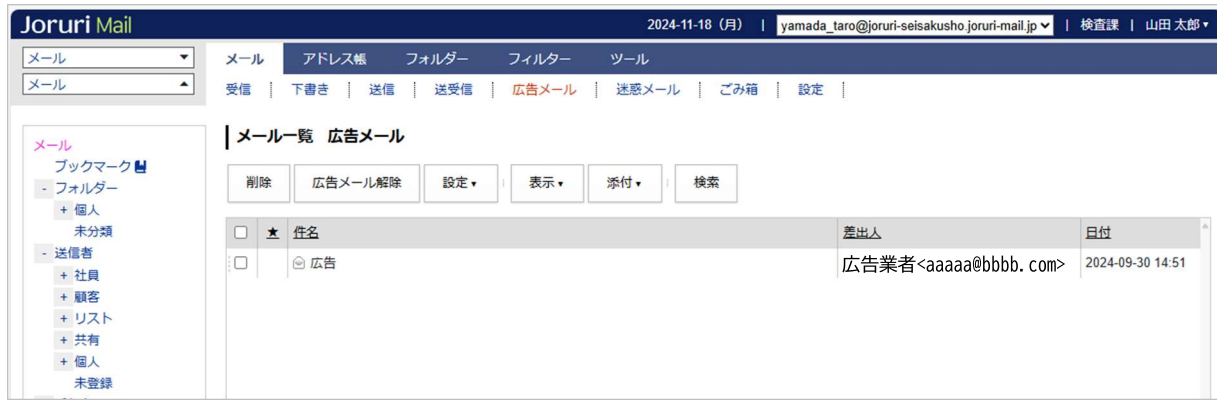 Joruri Mail 2024-11-18（月） | yamada_taro@joruri-seisakusho.joruri-mail.jp | 検査課 | 山田 太郎▼
メール ▼
メール ▲
メール アドレス帳 フォルダー フィルター ツール
受信 下書き 送信 送受信 広告メール 迷惑メール ごみ箱 設定
メール
ブックマーク
- フォルダー
+ 個人
未分類
- 送信者
+ 社員
+ 顧客
+ リスト
+ 共有
+ 個人
未登録
メール一覧 広告メール
削除 広告メール解除 設定▼ 表示▼ 添付▼ 検索
★ 件名 差出人 日付
広告 広告業者<aaaaa@bbbb.com> 2024-09-30 14:51